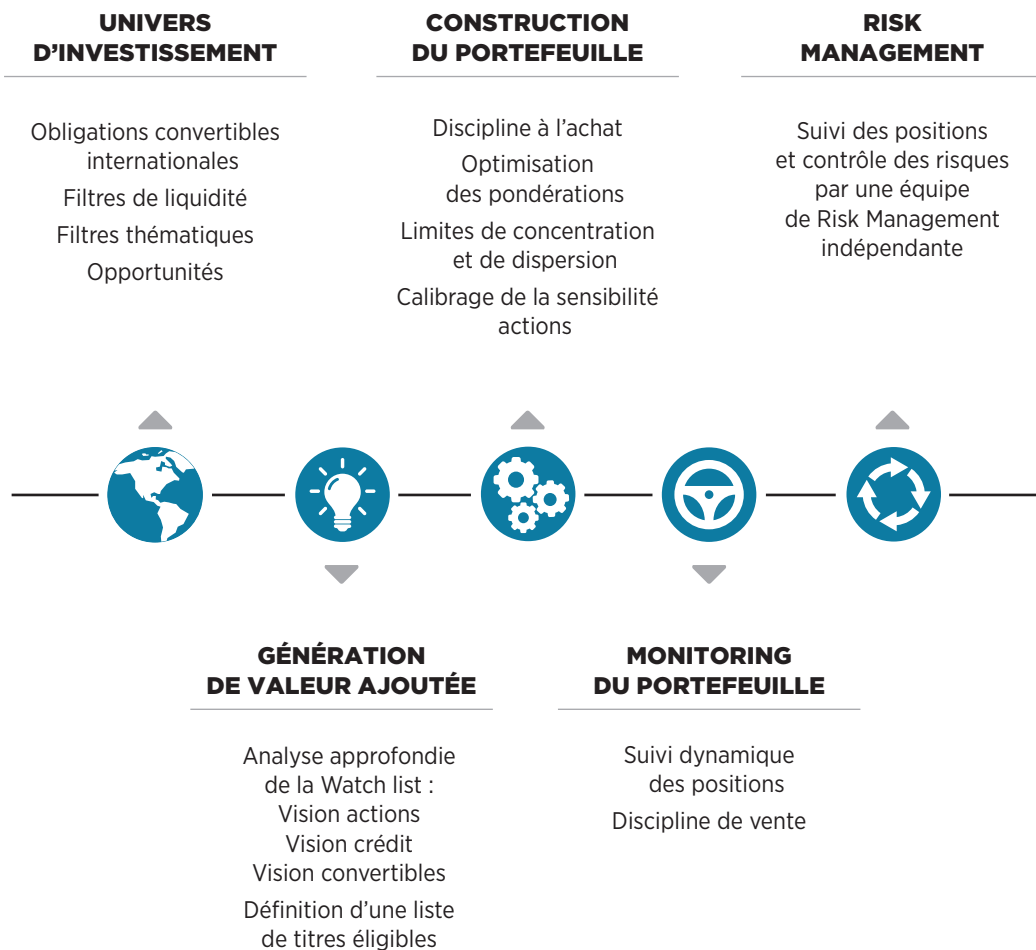 UNIVERS
D’INVESTISSEMENT
Obligations convertibles
internationales
Filtres de liquidité
Filtres thématiques
Opportunités
CONSTRUCTION
DU PORTEFEUILLE
Discipline à l’achat
Optimisation
des pondérations
Limites de concentration
et de dispersion
Calibrage de la sensibilité
actions
RISK
MANAGEMENT
Suivi des positions
et contrôle des risques
par une équipe
de Risk Management
indépendante
GÉNÉRATION
DE VALEUR AJOUTÉE
Analyse approfondie
de la Watch list :
Vision actions
Vision crédit
Vision convertibles
Définition d’une liste
de titres éligibles
MONITORING
DU PORTEFEUILLE
Suivi dynamique
des positions
Discipline de vente